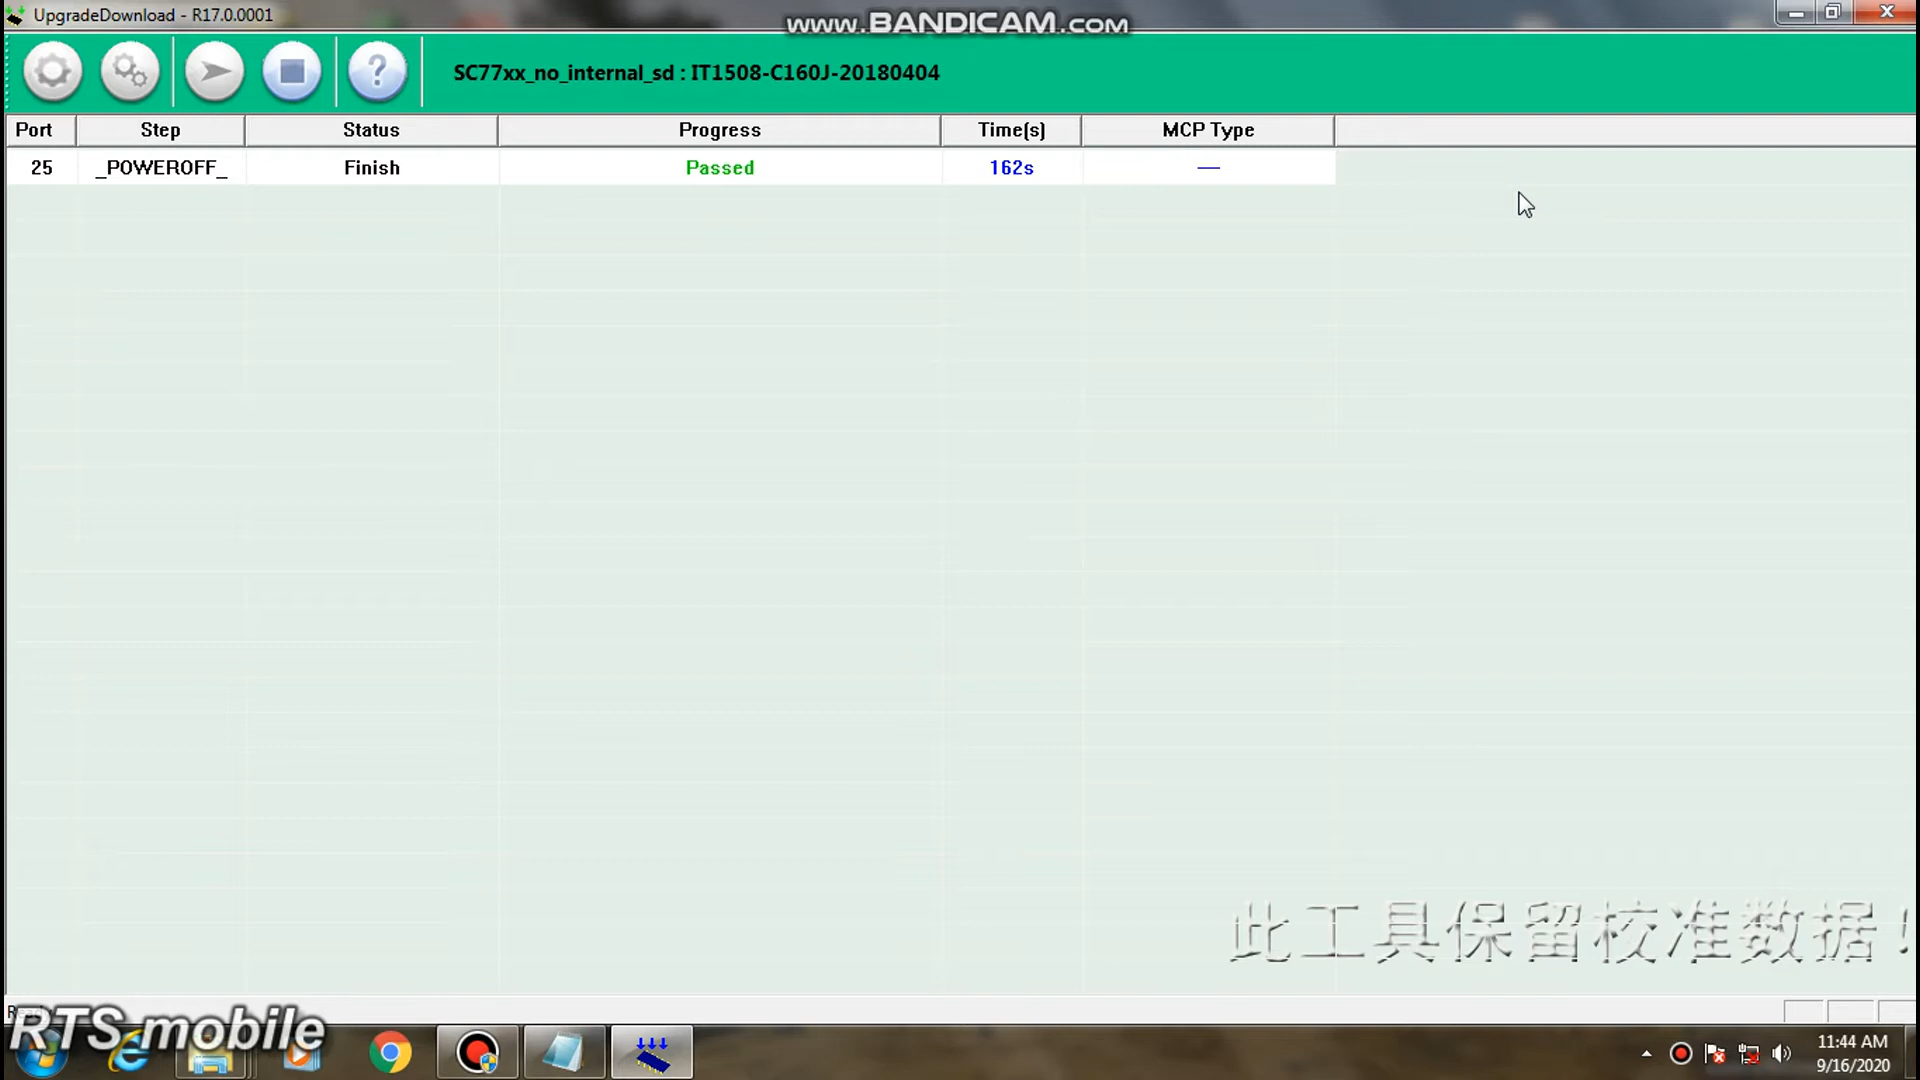 UpgradeDownload - R17.0.0001
www.BANDICAM.com
SC77xx_no_internal_sd : IT1508-C160J-20180404
Port Step Status Progress Time(s) MCP Type
25 _POWEROFF_ Finish Passed 162s —
此工具保留校准数据!
RTS mobile
11:44 AM
9/16/2020